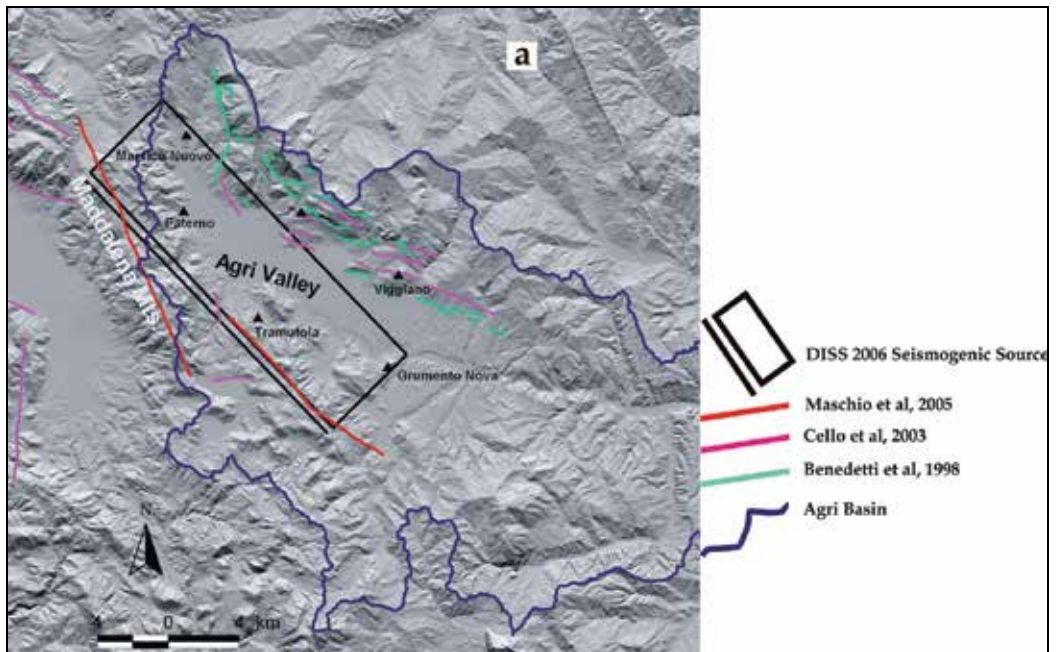 a
Marsico Nuovo
Paterno
Maddalena Mts.
Agri Valley
Viggiano
Tramutola
Grumento Nova
N
4 0 4 km
DISS 2006 Seismogenic Source
Maschio et al, 2005
Cello et al, 2003
Benedetti et al, 1998
Agri Basin